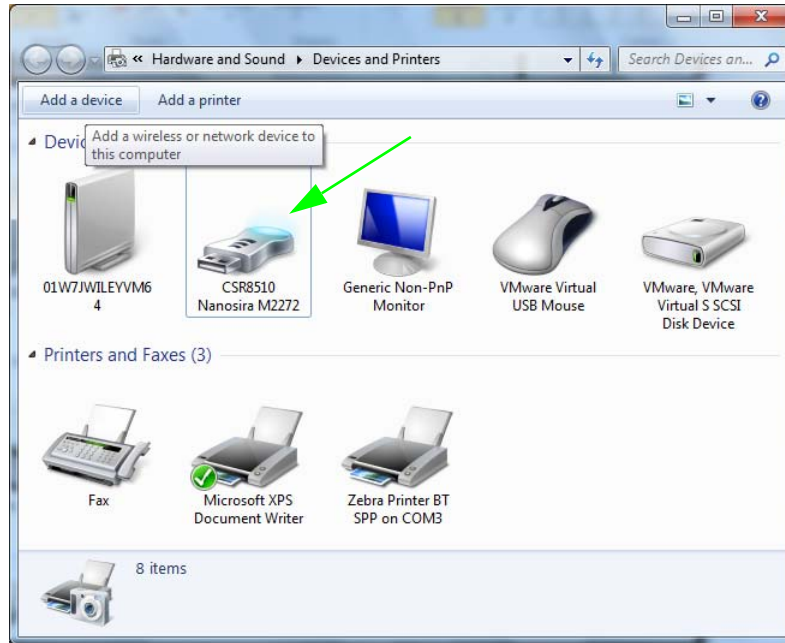 « Hardware and Sound ▸ Devices and Printers
Search Devices an...
Add a device
Add a printer
Add a wireless or network device to
this computer
Devic
01W7JWILEYVM6
4
CSR8510
Nanosira M2272
Generic Non-PnP
Monitor
VMware Virtual
USB Mouse
VMware, VMware
Virtual S SCSI
Disk Device
Printers and Faxes (3)
Fax
Microsoft XPS
Document Writer
Zebra Printer BT
SPP on COM3
8 items